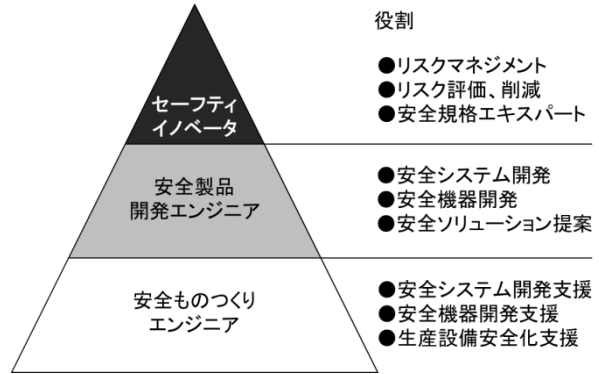 役割
セーフティ
イノベータ
●リスクマネジメント
●リスク評価、削減
●安全規格エキスパート
安全製品
開発エンジニア
●安全システム開発
●安全機器開発
●安全ソリューション提案
安全ものつくり
エンジニア
●安全システム開発支援
●安全機器開発支援
●生産設備安全化支援